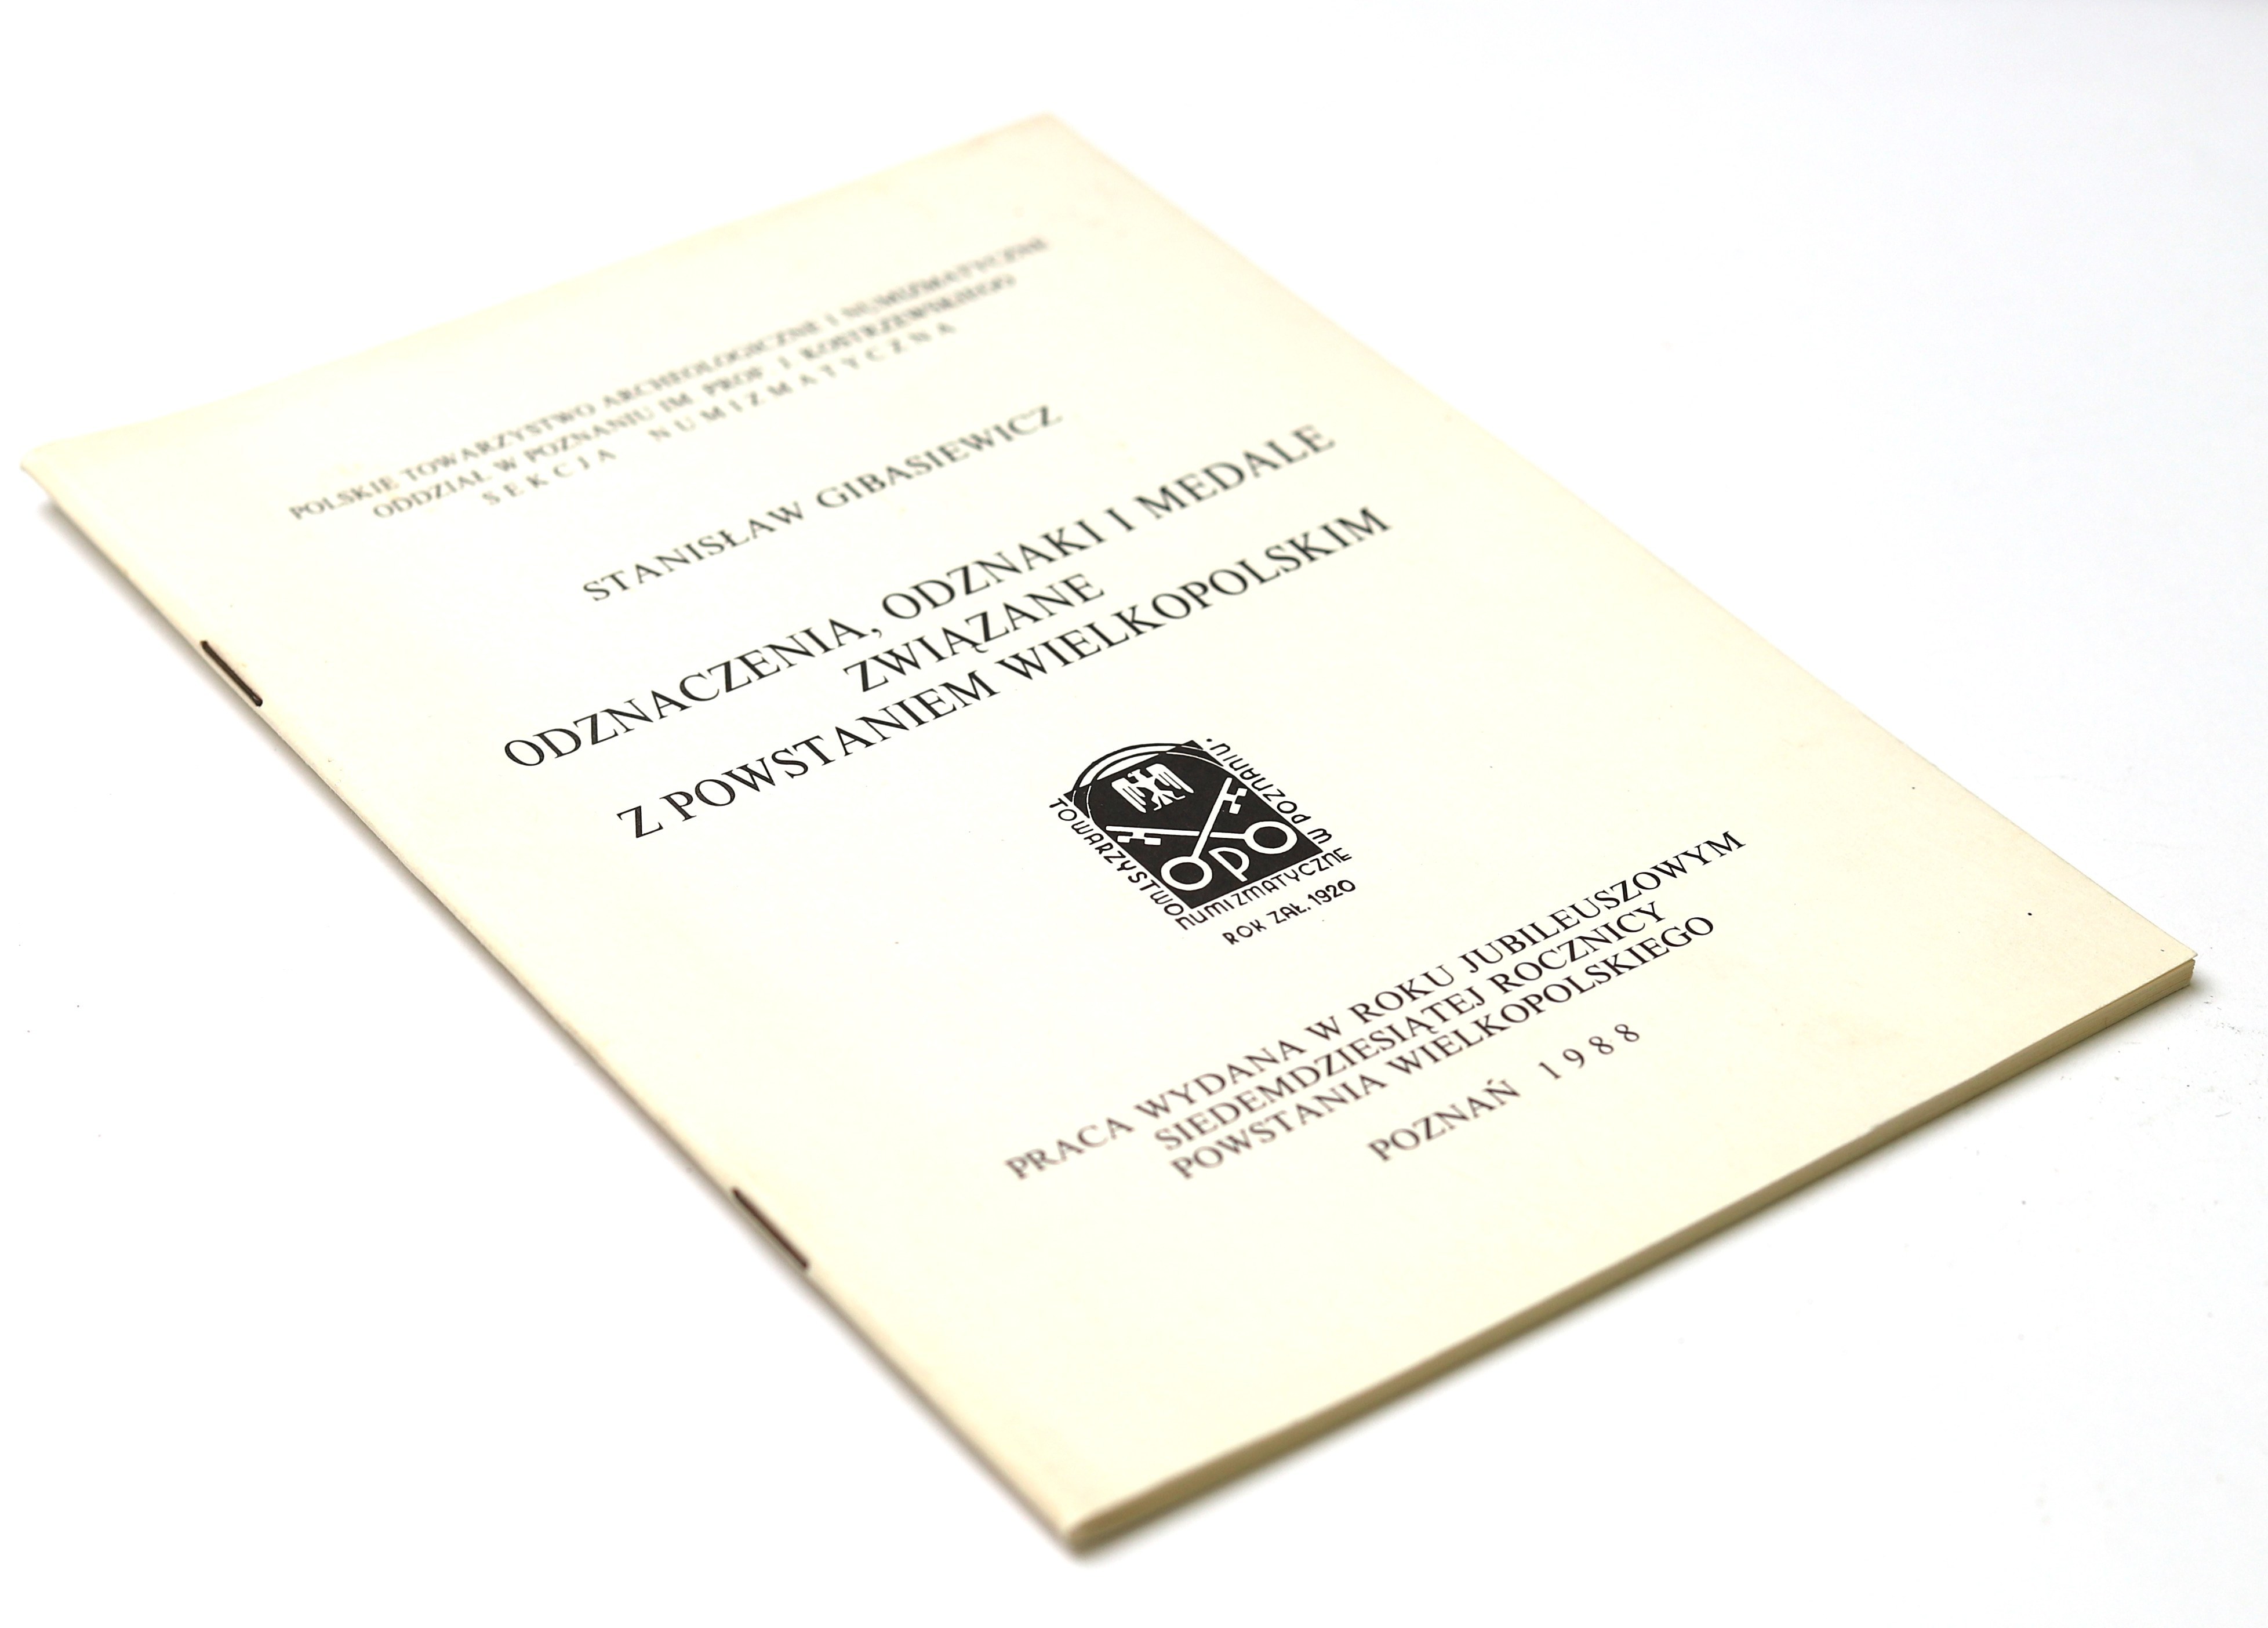 POLSKIE TOWARZYSTWO ARCHEOLOGICZNE I NUMIZMATYCZNE
ODDZIAŁ W POZNANIU IM PROF J KOSTRZEWSKIEGO
SEKCJA NUMIZMATYCZNA
STANISŁAW GIBASIEWICZ
ODZNACZENIA, ODZNAKI I MEDALE
ZWIĄZANE
Z POWSTANIEM WIELKOPOLSKIM
OPO
TOWARZYSTWO
NUMIZMATYCZNE
W POZNANIU.
ROK ZAŁ. 1920
PRACA WYDANA W ROKU JUBILEUSZOWYM
SIEDEMDZIESIĄTEJ ROCZNICY
POWSTANIA WIELKOPOLSKIEGO
POZNAŃ 1988